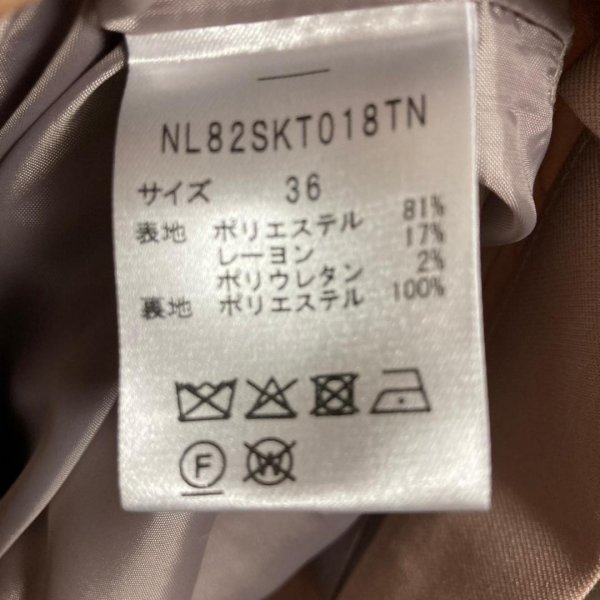 NL82SKT018TN
サイズ 36
表地 ポリエステル 81%
レーヨン 17%
ポリウレタン 2%
裏地 ポリエステル 100%
F W